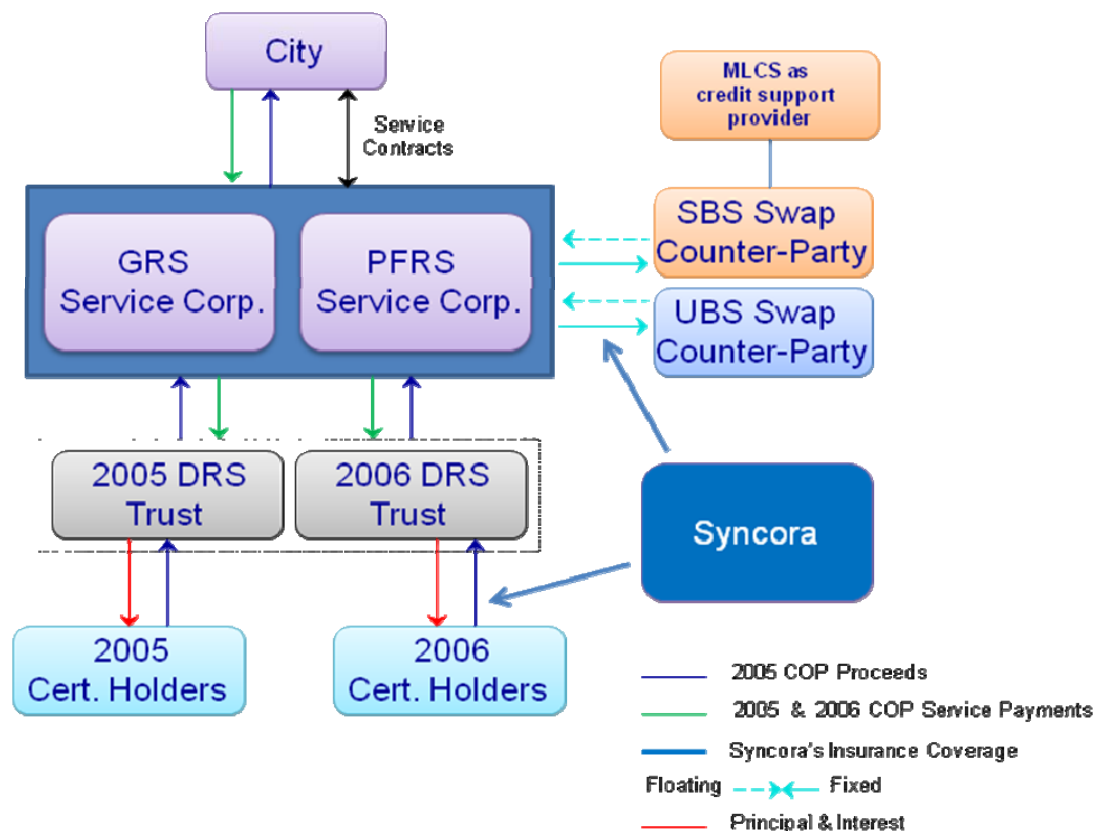 City
MLCS as
credit support
provider
Service
Contracts
GRS
Service Corp.
PFRS
Service Corp.
SBS Swap
Counter-Party
UBS Swap
Counter-Party
2005 DRS
Trust
2006 DRS
Trust
Syncora
2005
Cert. Holders
2006
Cert. Holders
2005 COP Proceeds
2005 & 2006 COP Service Payments
Syncora's Insurance Coverage
Floating Fixed
Principal & Interest